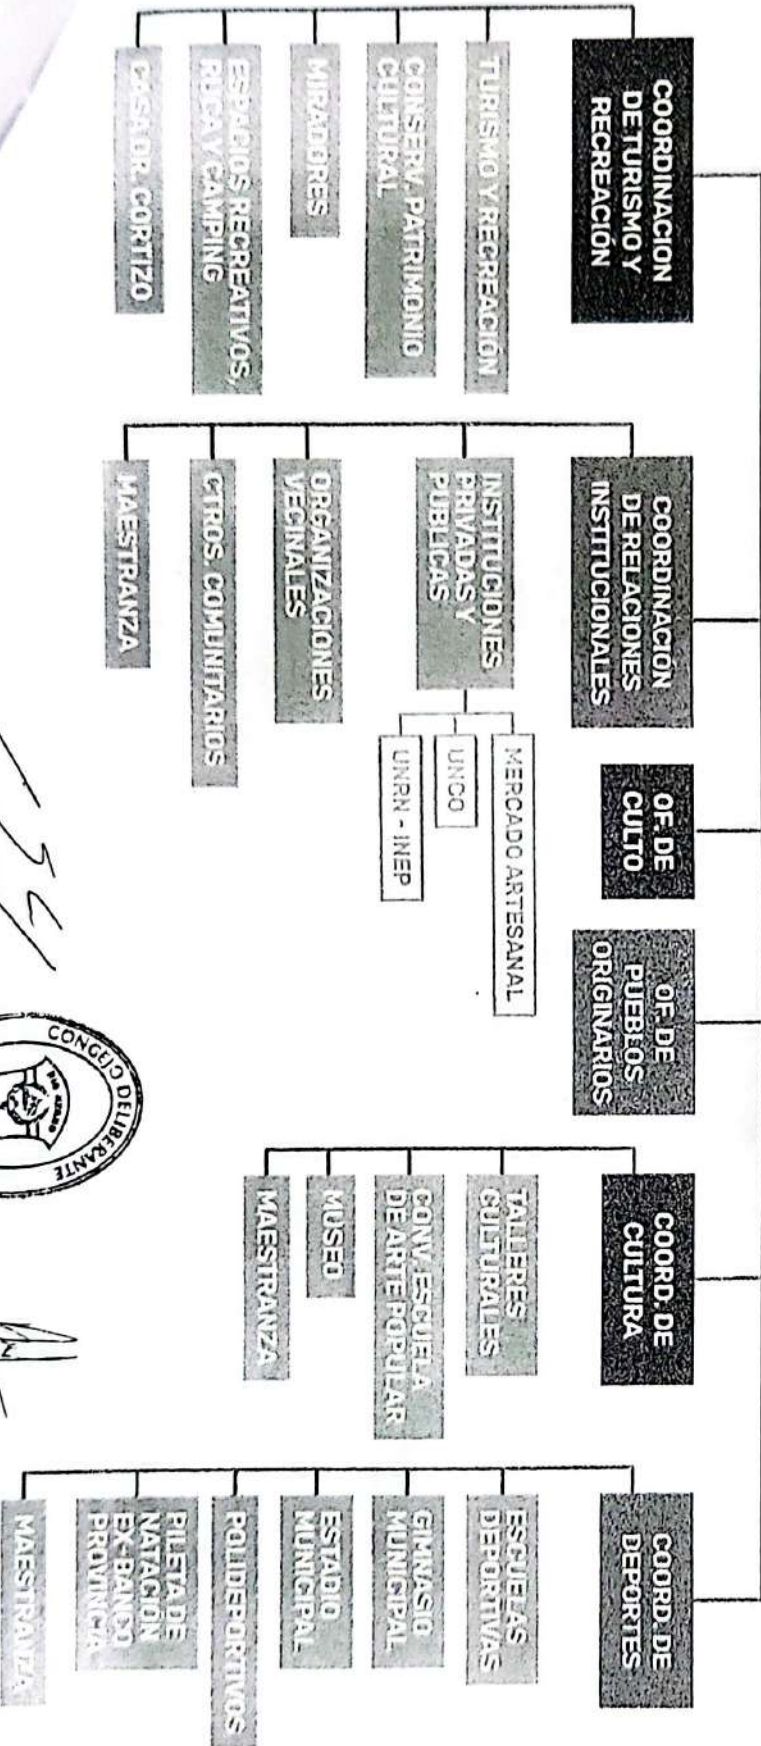 COORDINACION
DE TURISMO Y
RECREACIÓN
TURISMO Y RECREACIÓN
CONSERV. PATRIMONIO
CULTURAL
MIRADORES
ESPACIOS RECREATIVOS,
RUCA Y CAMPING
CASA DR. CORTIZO
COORDINACIÓN
DE RELACIONES
INSTITUCIONALES
INSTITUCIONES
PRIVADAS Y
PÚBLICAS
MERCADO ARTESANAL
UNCO
UNRN - INEP
ORGANIZACIONES
VECINALES
CTROS. COMUNITARIOS
MAESTRANZA
OF. DE
CULTO
OF. DE
PUEBLOS
ORIGINARIOS
COORD. DE
CULTURA
TALLERES
CULTURALES
CONV. ESCUELA
DE ARTE POPULAR
MUSEO
MAESTRANZA
COORD. DE
DEPORTES
ESCUELAS
DEPORTIVAS
GIMNASIO
MUNICIPAL
ESTADIO
MUNICIPAL
POLIDEPORTIVOS
PILETA DE
NATACIÓN
EX-BANCO
PROVINCA
MAESTRANZA
CONCEJO DELIBERANTE